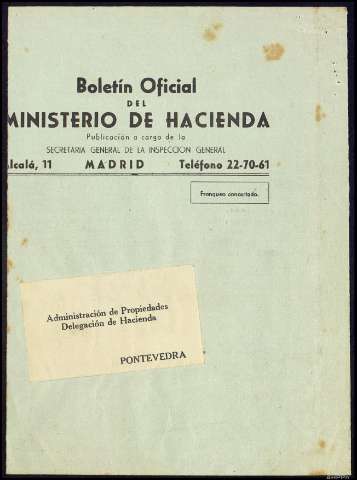 Boletín Oficial
DEL
MINISTERIO DE HACIENDA
Publicación a cargo de la
SECRETARIA GENERAL DE LA INSPECCION GENERAL
Alcalá, 11 MADRID Teléfono 22-70-61
Franqueo concertado.
Administración de Propiedades
Delegación de Hacienda
PONTEVEDRA